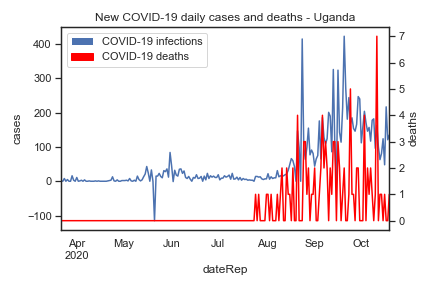 New COVID-19 daily cases and deaths - Uganda
COVID-19 infections
COVID-19 deaths
400
300
200
100
0
−100
cases
7
6
5
4
3
2
1
0
deaths
Apr May Jun Jul Aug Sep Oct
2020
dateRep